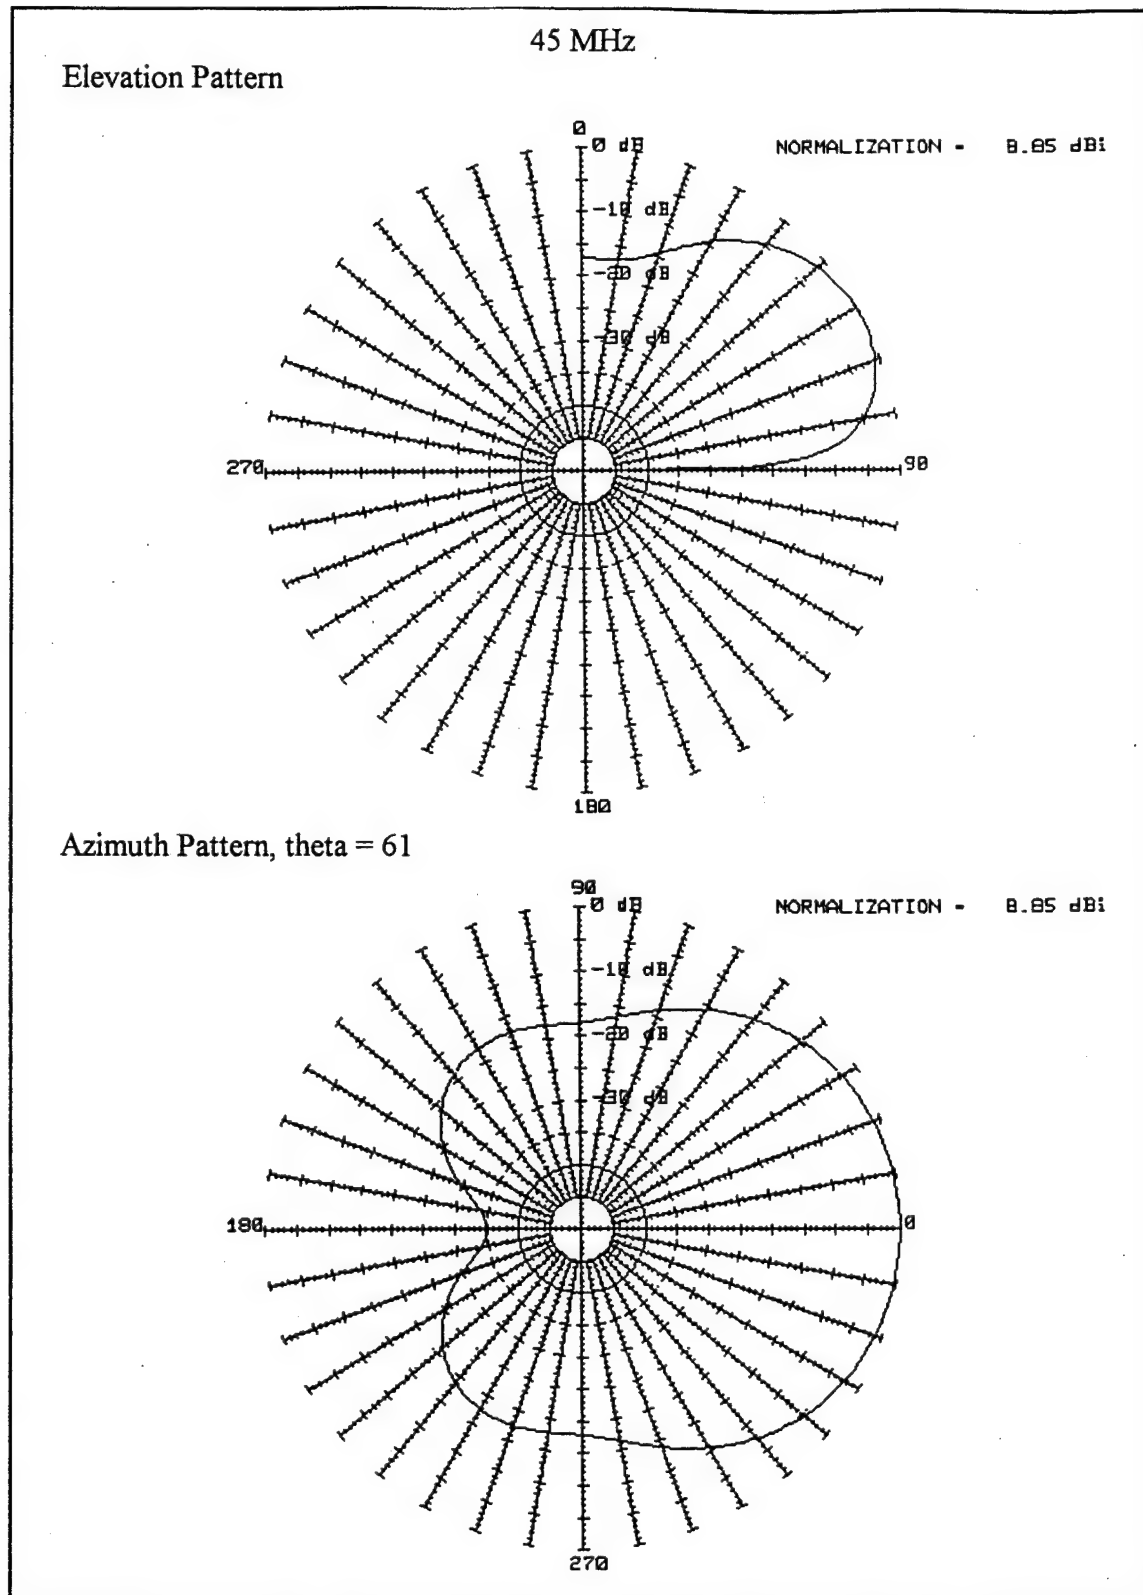 45 MHz
Elevation Pattern
0
0 dB
NORMALIZATION - 8.85 dBi
-10 dB
-20 dB
-30 dB
270
90
180
Azimuth Pattern, theta = 61
90
0 dB
NORMALIZATION - 8.85 dBi
-10 dB
-20 dB
-30 dB
180
0
270